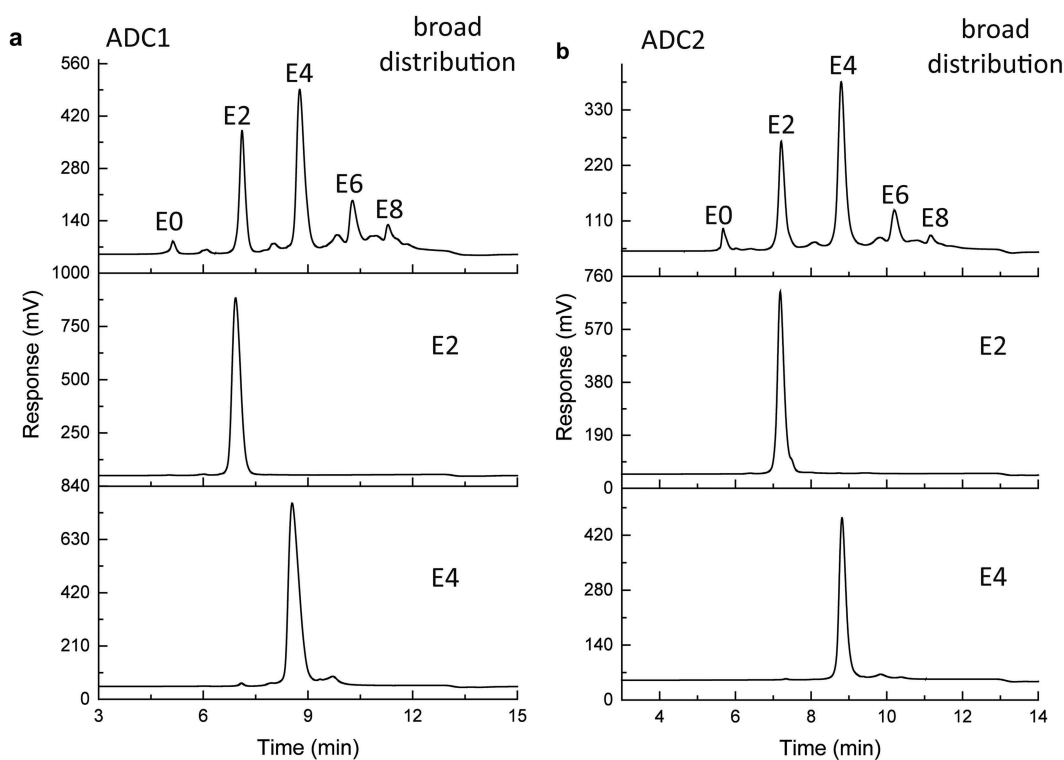 a
ADC1
broad
distribution
560
420
280
140
E0
E2
E4
E6
E8
1000
750
500
250
E2
840
630
420
210
0
E4
Response (mV)
3
6
9
12
15
Time (min)
b
ADC2
broad
distribution
330
220
110
E0
E2
E4
E6
E8
760
570
380
190
0
E2
420
280
140
0
E4
Response (mV)
4
6
8
10
12
14
Time (min)